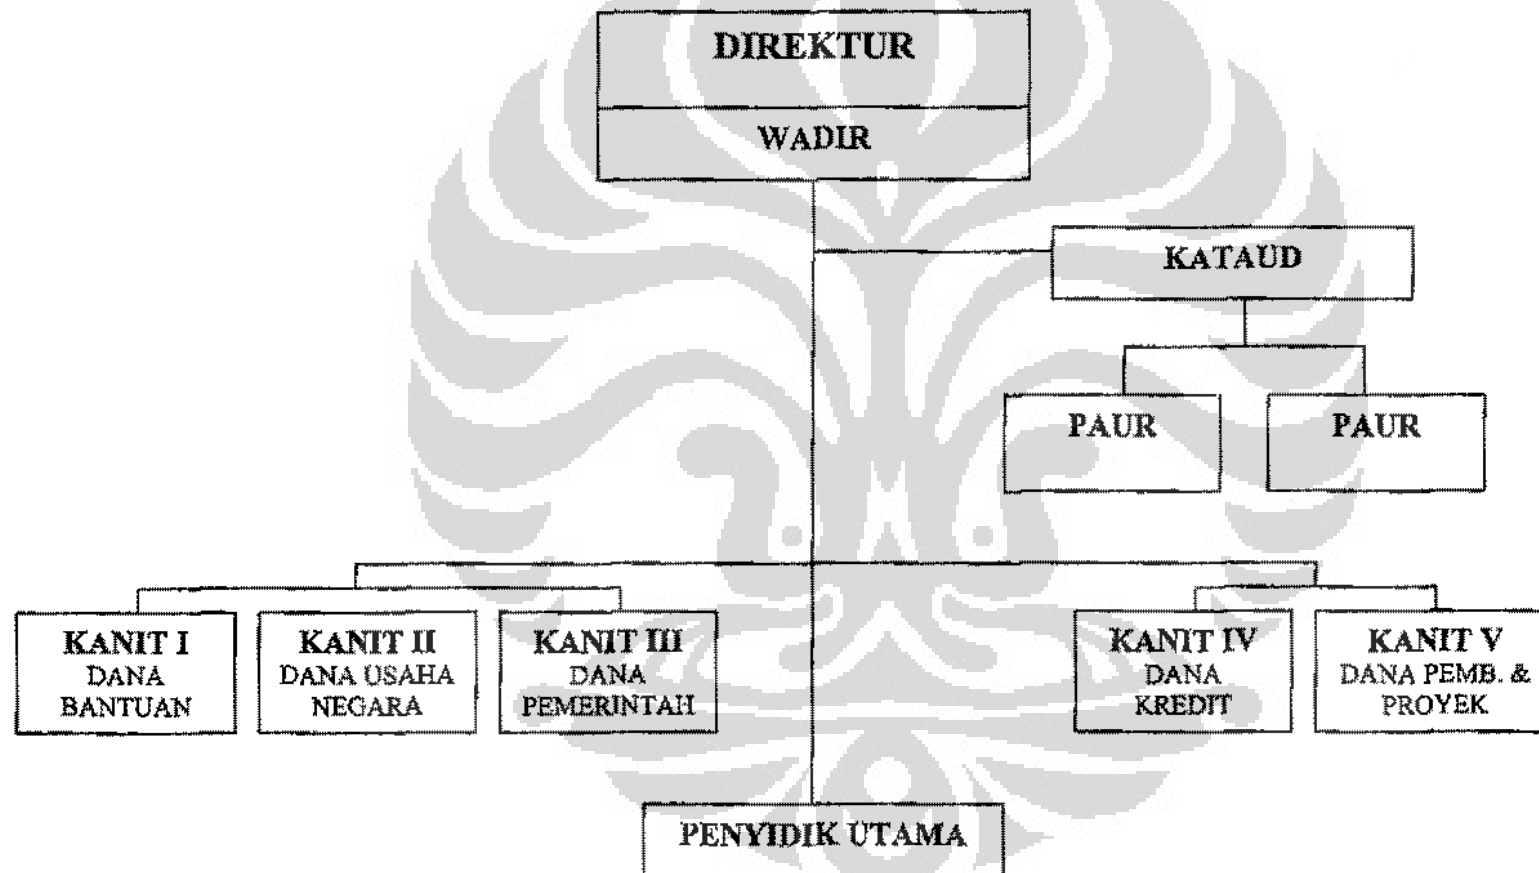 DIREKTUR
WADIR
KATAUD
PAUR
PAUR
KANIT I
DANA
BANTUAN
KANIT II
DANA USAHA
NEGARA
KANIT III
DANA
PEMERINTAH
KANIT IV
DANA
KREDIT
KANIT V
DANA PEMB. &
PROYEK
PENYIDIK UTAMA